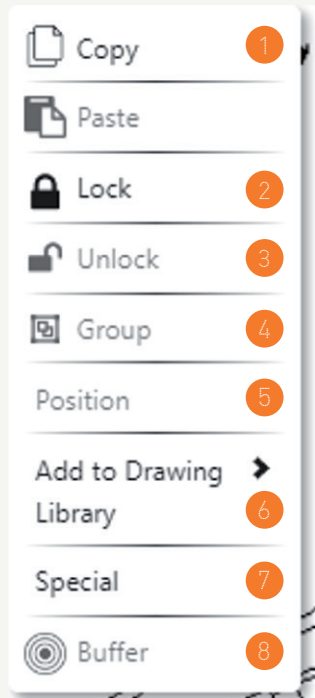 Copy 1
Paste
Lock 2
Unlock 3
Group 4
Position 5
Add to Drawing
Library 6
Special 7
Buffer 8